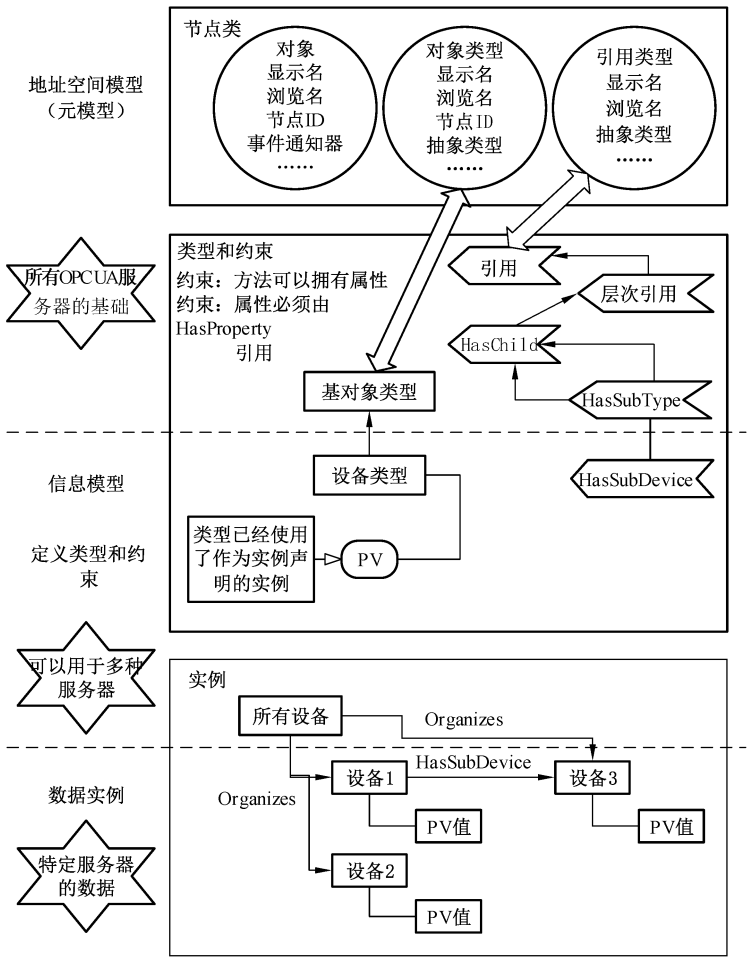 节点类
对象
显示名
浏览名
节点ID
事件通知器
……
对象类型
显示名
浏览名
节点ID
抽象类型
……
引用类型
显示名
浏览名
抽象类型
……
地址空间模型
（元模型）
所有OPCUA服
务器的基础
类型和约束
约束：方法可以拥有属性
约束：属性必须由
HasProperty
引用
引用
层次引用
HasChild
HasSubType
基对象类型
设备类型
HasSubDevice
信息模型
定义类型和约
束
类型已经使用
了作为实例声
明的实例
PV
可以用于多种
服务器
实例
所有设备
Organizes
设备1
HasSubDevice
设备3
Organizes
PV值
PV值
设备2
PV值
数据实例
特定服务器
的数据